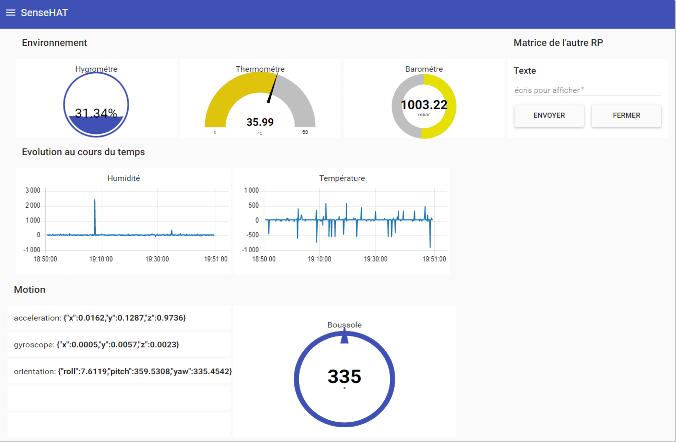 SenseHAT
Environnement
Hygromètre
31.34%
Thermomètre
35.99
°C
0
50
Baromètre
1003.22
mbar
Matrice de l'autre RP
Texte
écris pour afficher *
ENVOYER
FERMER
Evolution au cours du temps
Humidité
3 000
2 000
1 000
0
-1 000
18:50:00
19:10:00
19:51:00
Température
1 000
500
0
-500
-1 000
18:50:00
19:10:00
19:30:00
19:51:00
Motion
acceleration: {"x":0.0162,"y":0.1287,"z":0.9736}
gyroscope: {"x":0.0005,"y":0.0057,"z":0.0023}
orientation: {"roll":7.6119,"pitch":359.5308,"yaw":335.4542}
Boussole
335